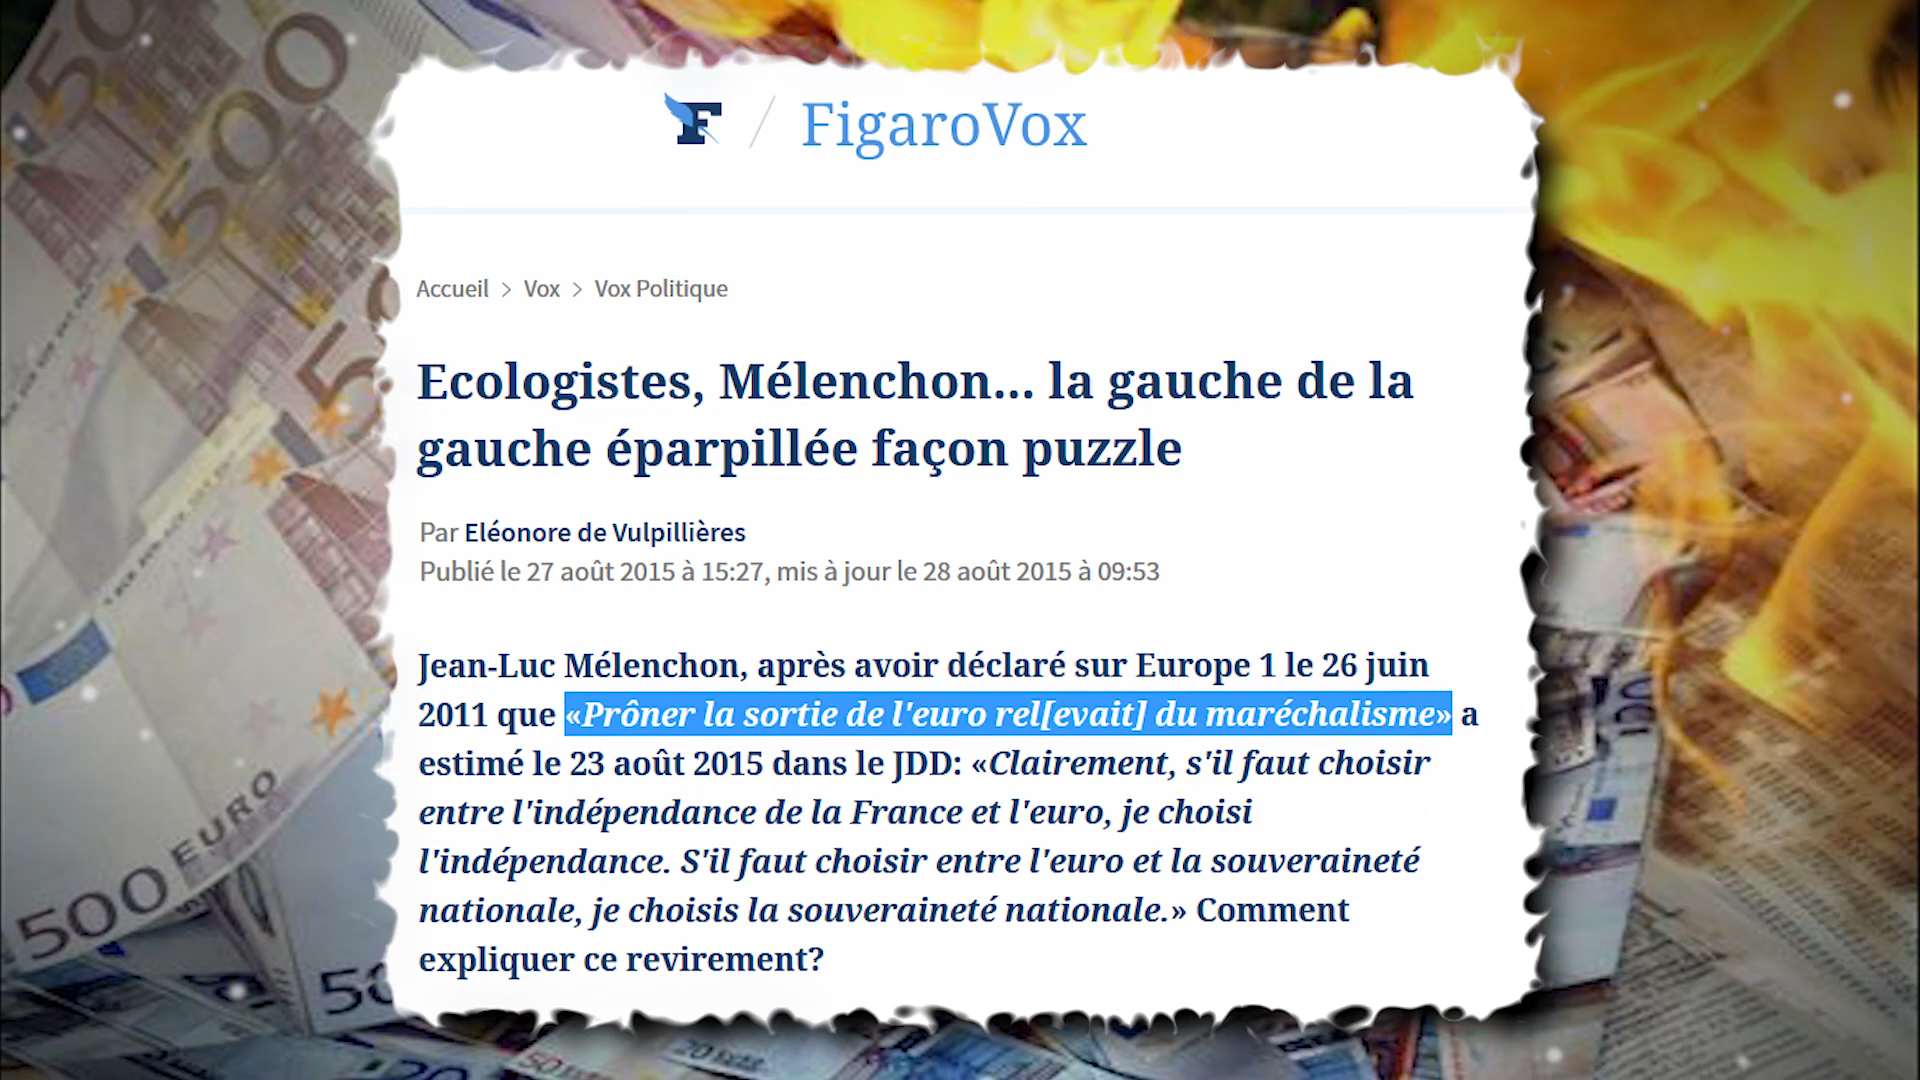 F / FigaroVox
Accueil > Vox > Vox Politique
Ecologistes, Mélenchon... la gauche de la
gauche éparpillée façon puzzle
Par Eléonore de Vulpillières
Publié le 27 août 2015 à 15:27, mis à jour le 28 août 2015 à 09:53
Jean-Luc Mélenchon, après avoir déclaré sur Europe 1 le 26 juin
2011 que «Prôner la sortie de l'euro rel[evait] du maréchalisme» a
estimé le 23 août 2015 dans le JDD: «Clairement, s'il faut choisir
entre l'indépendance de la France et l'euro, je choisi
l'indépendance. S'il faut choisir entre l'euro et la souveraineté
nationale, je choisis la souveraineté nationale.» Comment
expliquer ce revirement?
500
500 EURO
50
20